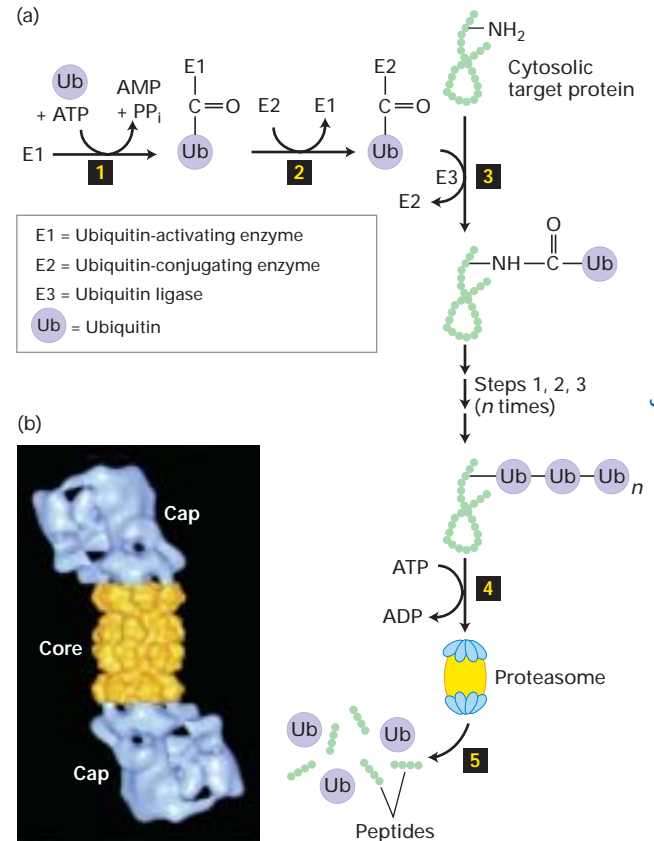 (a)
NH2
Cytosolic
target protein
Ub
+ ATP
AMP
+ PPi
E1
1
E1
C=O
Ub
E2
E1
2
E2
C=O
Ub
E3
E2
3
E1 = Ubiquitin-activating enzyme
E2 = Ubiquitin-conjugating enzyme
E3 = Ubiquitin ligase
Ub = Ubiquitin
O
NH—C—Ub
Steps 1, 2, 3
(n times)
Ub—Ub—Ub n
ATP
ADP
4
Proteasome
5
Ub
Ub
Ub
Peptides
(b)
Cap
Core
Cap